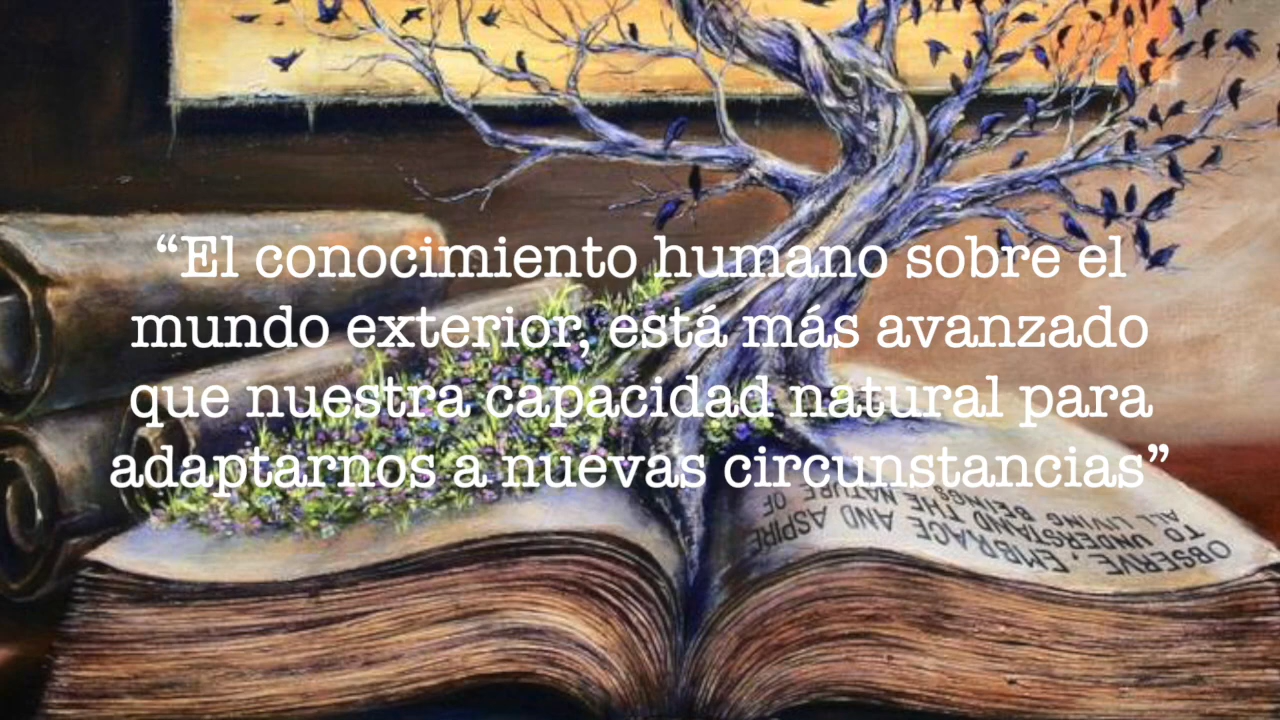 “El conocimiento humano sobre el
mundo exterior, está más avanzado
que nuestra capacidad natural para
adaptarnos a nuevas circunstancias”
OBSERVE, EMBRACE AND ASPIRE
TO UNDERSTAND THE NATURE OF
ALL LIVING BEINGS